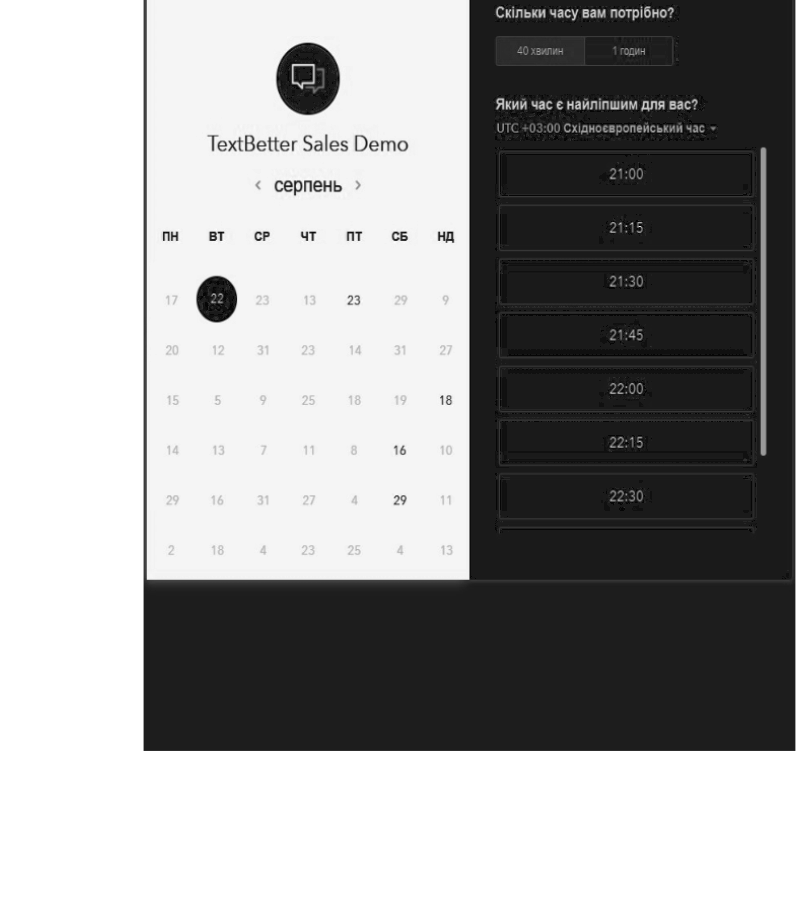 TextBetter Sales Demo
< серпень >
ПН ВТ СР ЧТ ПТ СБ НД
17 22 23 13 23 29 9
20 12 31 23 14 31 27
15 5 9 25 18 19 18
14 13 7 11 8 16 10
29 16 31 27 4 29 11
2 18 4 23 25 4 13
Скільки часу вам потрібно?
40 хвилин 1 годин
Який час є найліпшим для вас?
UTC +03:00 Східноєвропейський час
21:00
21:15
21:30
21:45
22:00
22:15
22:30